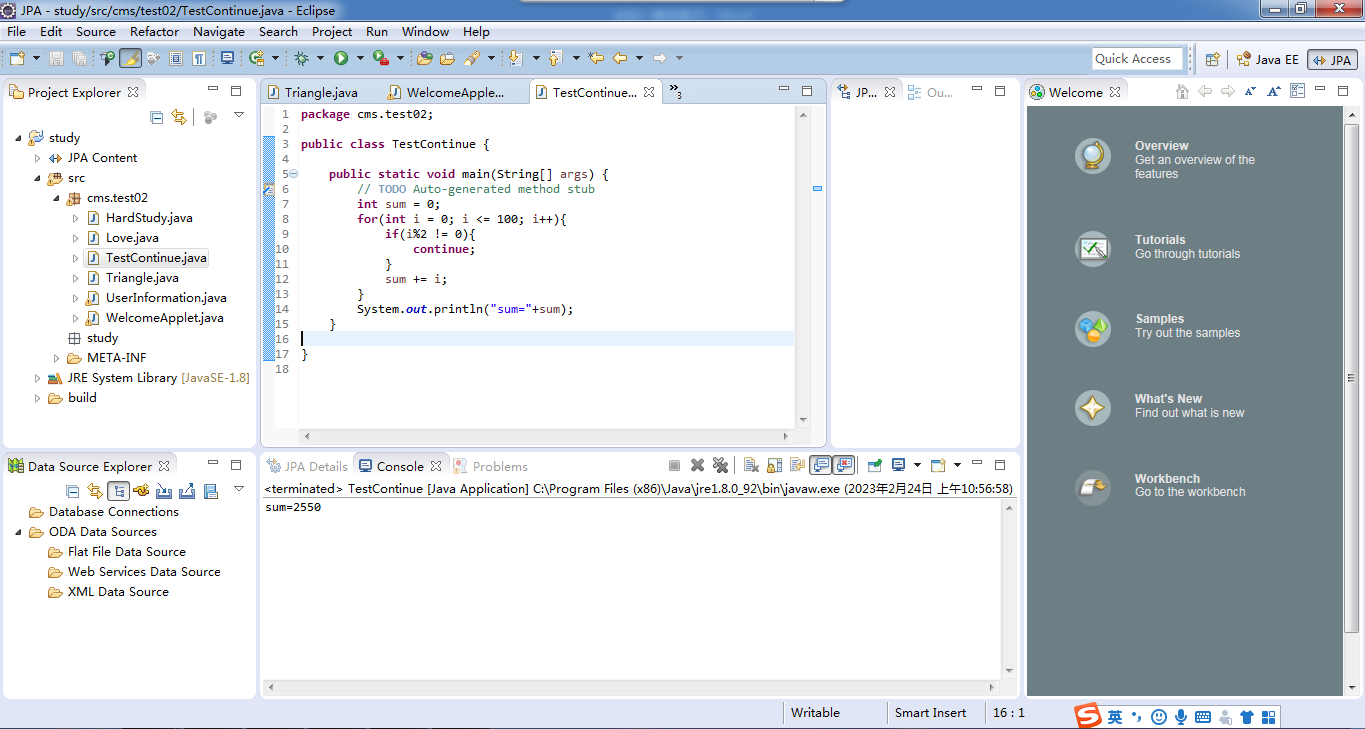 JPA - study/src/cms/test02/TestContinue.java - Eclipse
File Edit Source Refactor Navigate Search Project Run Window Help
Quick Access Java EE JPA
Project Explorer
study
JPA Content
src
cms.test02
HardStudy.java
Love.java
TestContinue.java
Triangle.java
UserInformation.java
WelcomeApplet.java
study
META-INF
JRE System Library [JavaSE-1.8]
build
Triangle.java WelcomeApple... TestContinue... »3
1 package cms.test02;
2
3 public class TestContinue {
4
5 public static void main(String[] args) {
6 // TODO Auto-generated method stub
7 int sum = 0;
8 for(int i = 0; i <= 100; i++){
9 if(i%2 != 0){
10 continue;
11 }
12 sum += i;
13 }
14 System.out.println("sum="+sum);
15 }
16
17 }
18
JP... Ou...
Welcome
Overview
Get an overview of the
features
Tutorials
Go through tutorials
Samples
Try out the samples
What's New
Find out what is new
Workbench
Go to the workbench
Data Source Explorer
Database Connections
ODA Data Sources
Flat File Data Source
Web Services Data Source
XML Data Source
JPA Details Console Problems
<terminated> TestContinue [Java Application] C:\Program Files (x86)\Java\jre1.8.0_92\bin\javaw.exe (2023年2月24日 上午10:56:58)
sum=2550
Writable Smart Insert 16 : 1
S 英